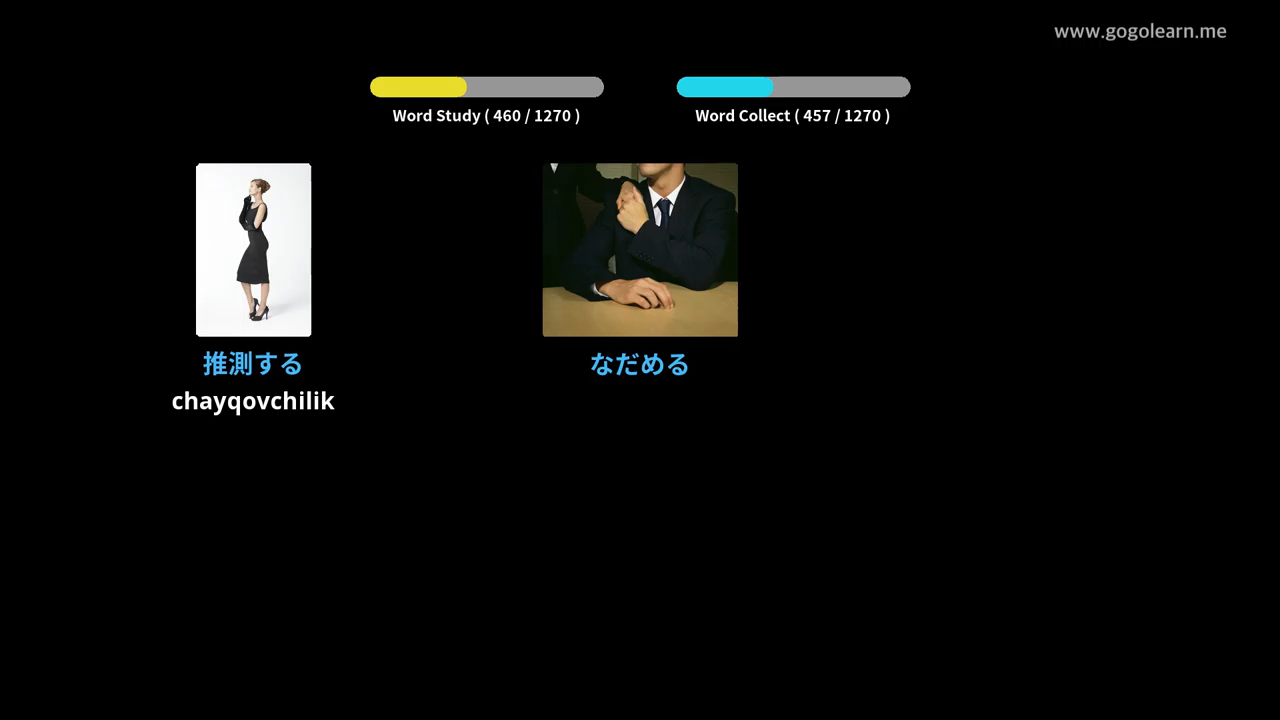 www.gogolearn.me
Word Study ( 460 / 1270 )
Word Collect ( 457 / 1270 )
推測する
なだめる
chayqovchilik